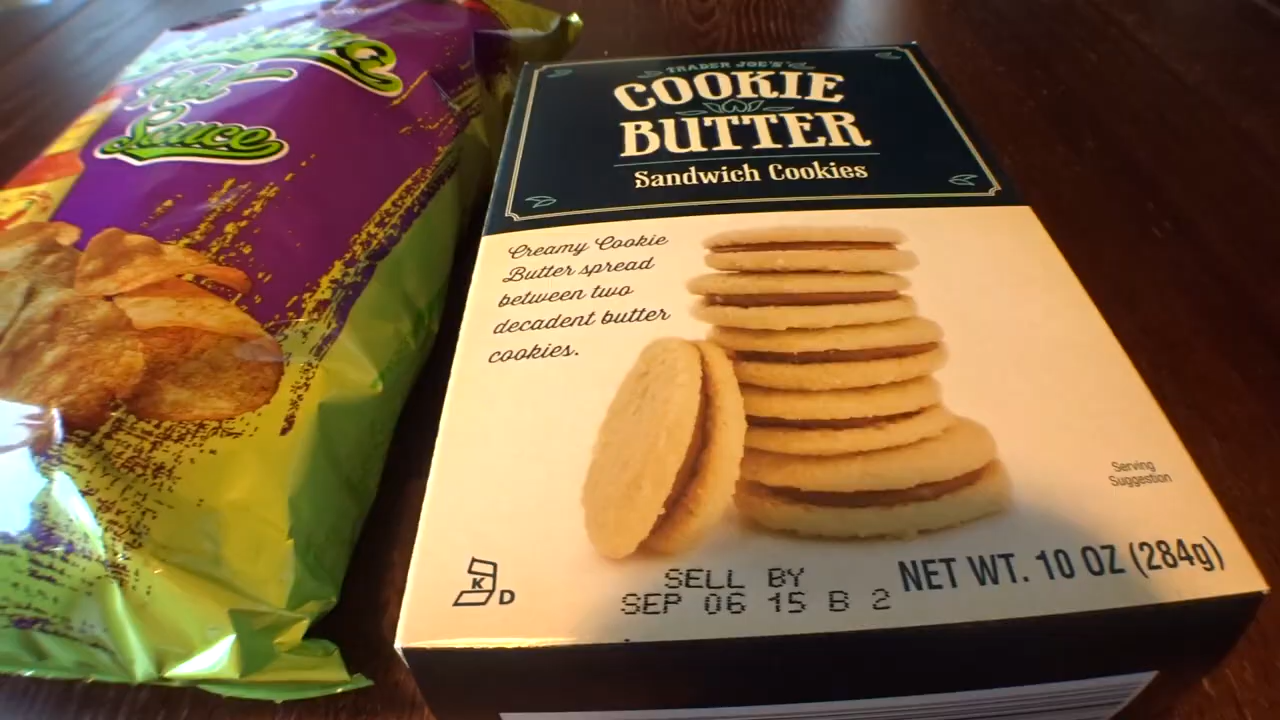 Hot
Sauce
TRADER JOE'S
COOKIE
BUTTER
Sandwich Cookies
Creamy Cookie
Butter spread
between two
decadent butter
cookies.
Serving
Suggestion
K D
SELL BY
SEP 06 15 B 2
NET WT. 10 OZ (284g)